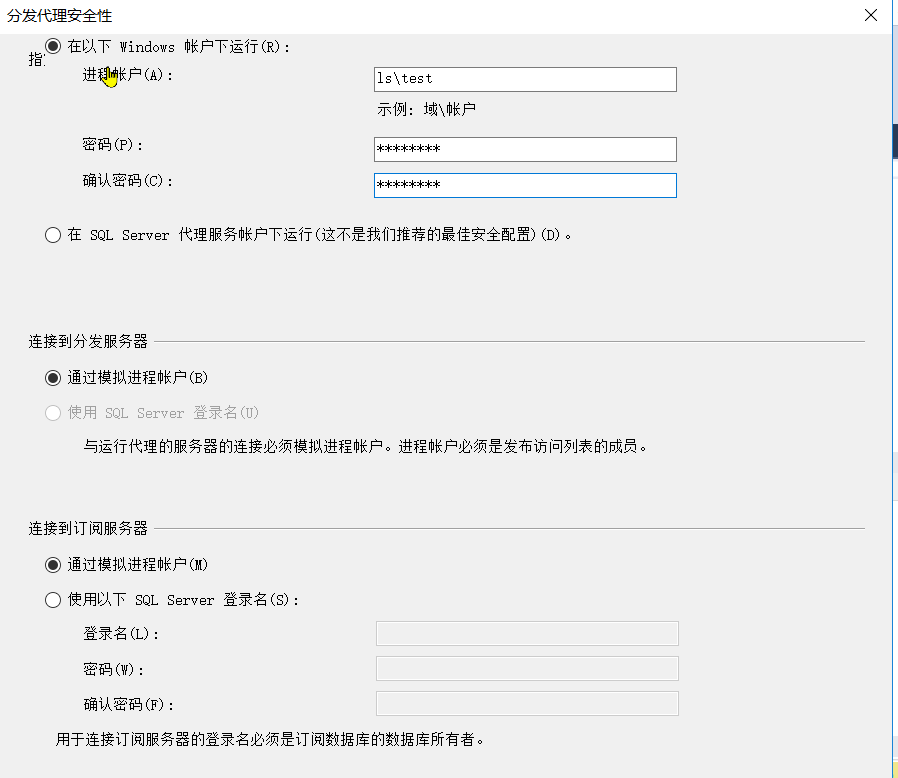 分发代理安全性
指
在以下 Windows 帐户下运行(R):
进程帐户(A):
ls\test
示例: 域\帐户
密码(P):
********
确认密码(C):
********
在 SQL Server 代理服务帐户下运行(这不是我们推荐的最佳安全配置)(D)。
连接到分发服务器
通过模拟进程帐户(B)
使用 SQL Server 登录名(U)
与运行代理的服务器的连接必须模拟进程帐户。进程帐户必须是发布访问列表的成员。
连接到订阅服务器
通过模拟进程帐户(M)
使用以下 SQL Server 登录名(S):
登录名(L):
密码(W):
确认密码(F):
用于连接订阅服务器的登录名必须是订阅数据库的数据库所有者。